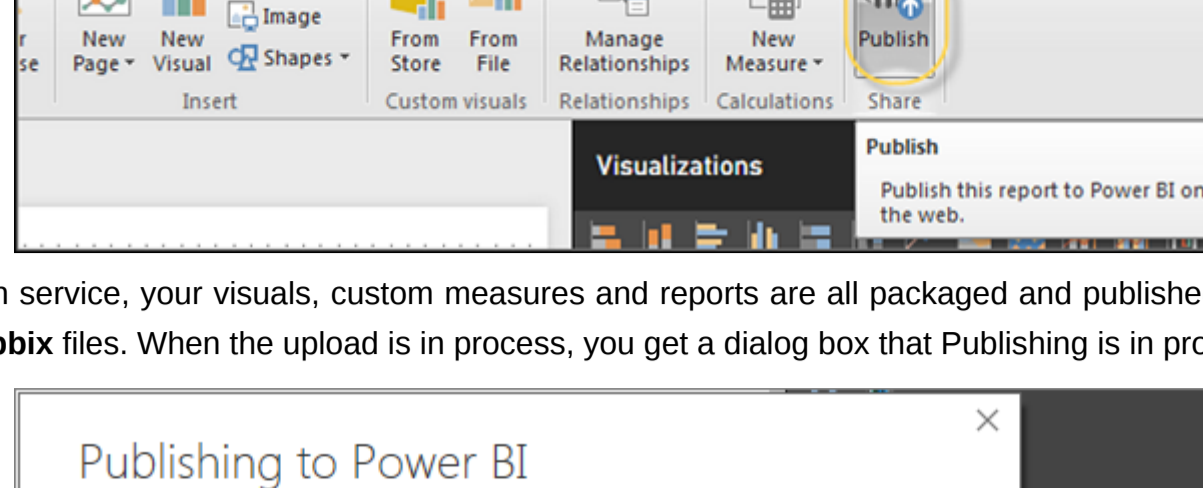 Image
r New New From From Manage New Publish
se Page Visual Shapes Store File Relationships Measure
Insert Custom visuals Relationships Calculations Share
Publish
Visualizations
Publish this report to Power BI on
the web.
n service, your visuals, custom measures and reports are all packaged and publishe
bbix files. When the upload is in process, you get a dialog box that Publishing is in pro
Publishing to Power BI